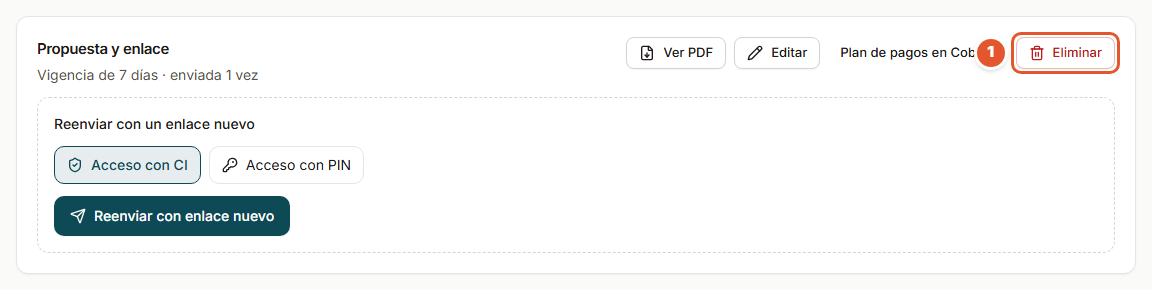 Propuesta y enlace
Ver PDF
Editar
Plan de pagos en Cob
1
Eliminar
Vigencia de 7 días · enviada 1 vez
Reenviar con un enlace nuevo
Acceso con CI
Acceso con PIN
Reenviar con enlace nuevo